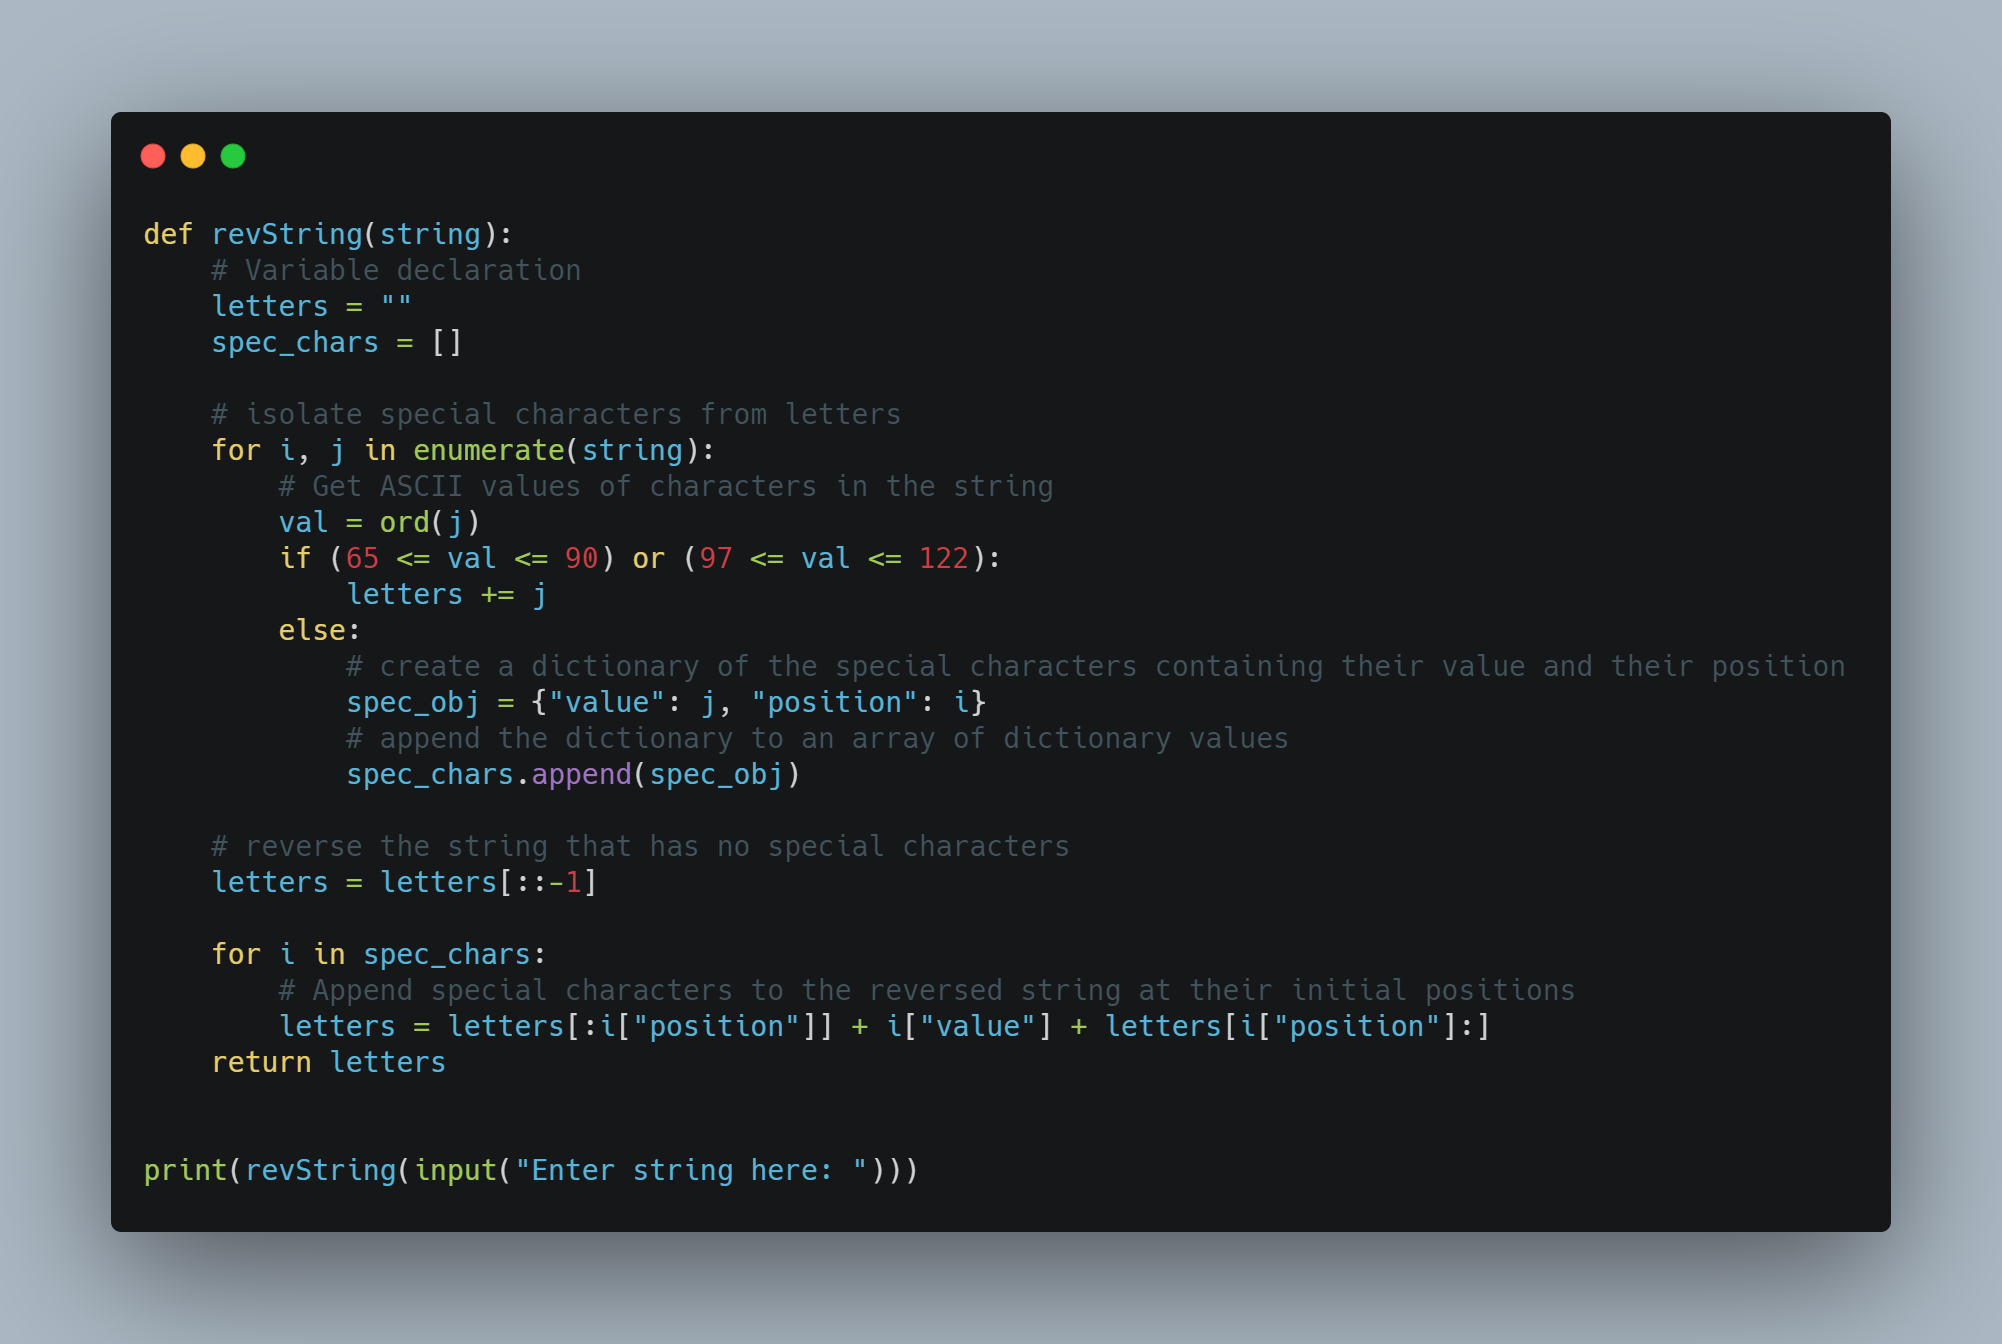 def revString(string):
    # Variable declaration
    letters = ""
    spec_chars = []

    # isolate special characters from letters
    for i, j in enumerate(string):
        # Get ASCII values of characters in the string
        val = ord(j)
        if (65 <= val <= 90) or (97 <= val <= 122):
            letters += j
        else:
            # create a dictionary of the special characters containing their value and their position
            spec_obj = {"value": j, "position": i}
            # append the dictionary to an array of dictionary values
            spec_chars.append(spec_obj)

    # reverse the string that has no special characters
    letters = letters[::-1]

    for i in spec_chars:
        # Append special characters to the reversed string at their initial positions
        letters = letters[:i["position"]] + i["value"] + letters[i["position"]:]
    return letters


print(revString(input("Enter string here: ")))